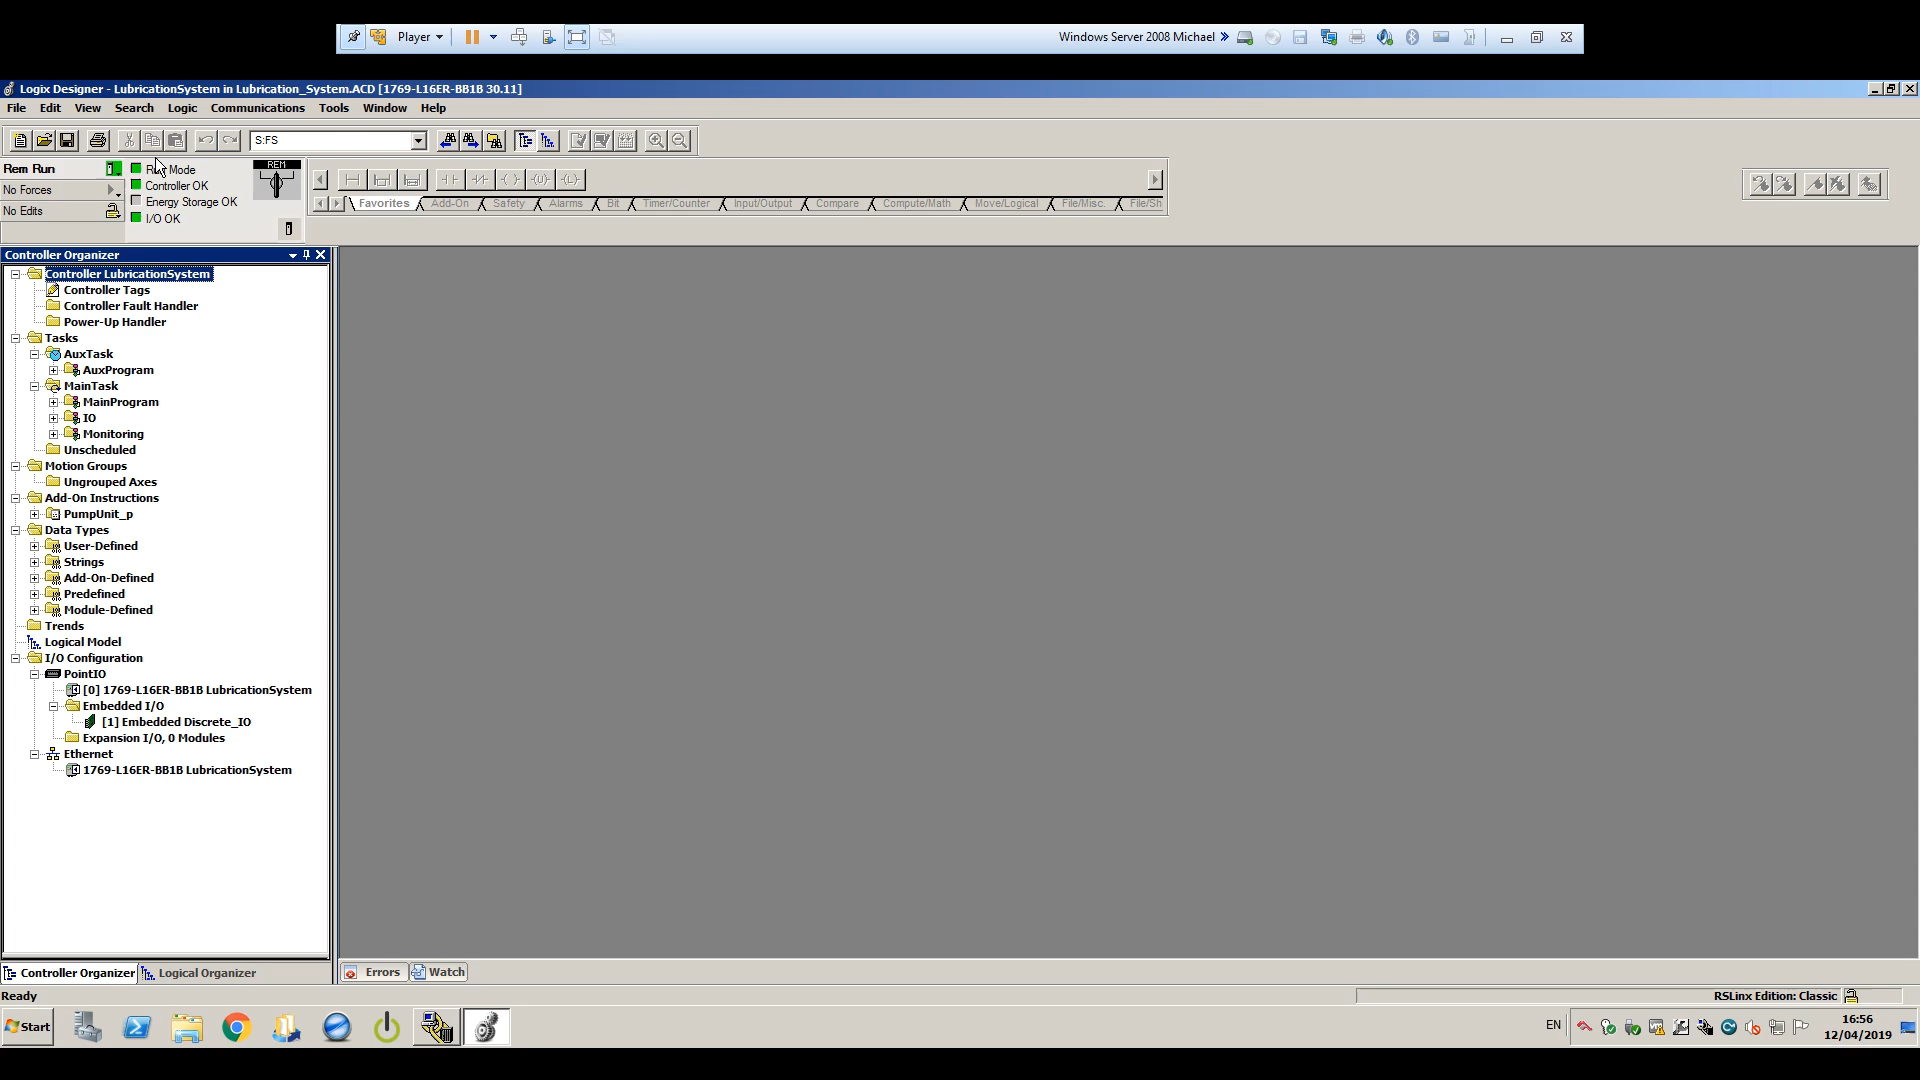 Player
Windows Server 2008 Michael
Logix Designer - LubricationSystem in Lubrication_System.ACD [1769-L16ER-BB1B 30.11]
File Edit View Search Logic Communications Tools Window Help
S:FS
Rem Run
No Forces
No Edits
Mode
Controller OK
Energy Storage OK
I/O OK
REM
Favorites Add-On Safety Alarms Bit Timer/Counter Input/Output Compare Compute/Math Move/Logical File/Misc. File/Sh
Controller Organizer
Controller LubricationSystem
Controller Tags
Controller Fault Handler
Power-Up Handler
Tasks
AuxTask
AuxProgram
MainTask
MainProgram
IO
Monitoring
Unscheduled
Motion Groups
Ungrouped Axes
Add-On Instructions
PumpUnit_p
Data Types
User-Defined
Strings
Add-On-Defined
Predefined
Module-Defined
Trends
Logical Model
I/O Configuration
PointIO
[0] 1769-L16ER-BB1B LubricationSystem
Embedded I/O
[1] Embedded Discrete_IO
Expansion I/O, 0 Modules
Ethernet
1769-L16ER-BB1B LubricationSystem
Controller Organizer Logical Organizer
Errors Watch
Ready
RSLinx Edition: Classic
Start
EN
16:56
12/04/2019